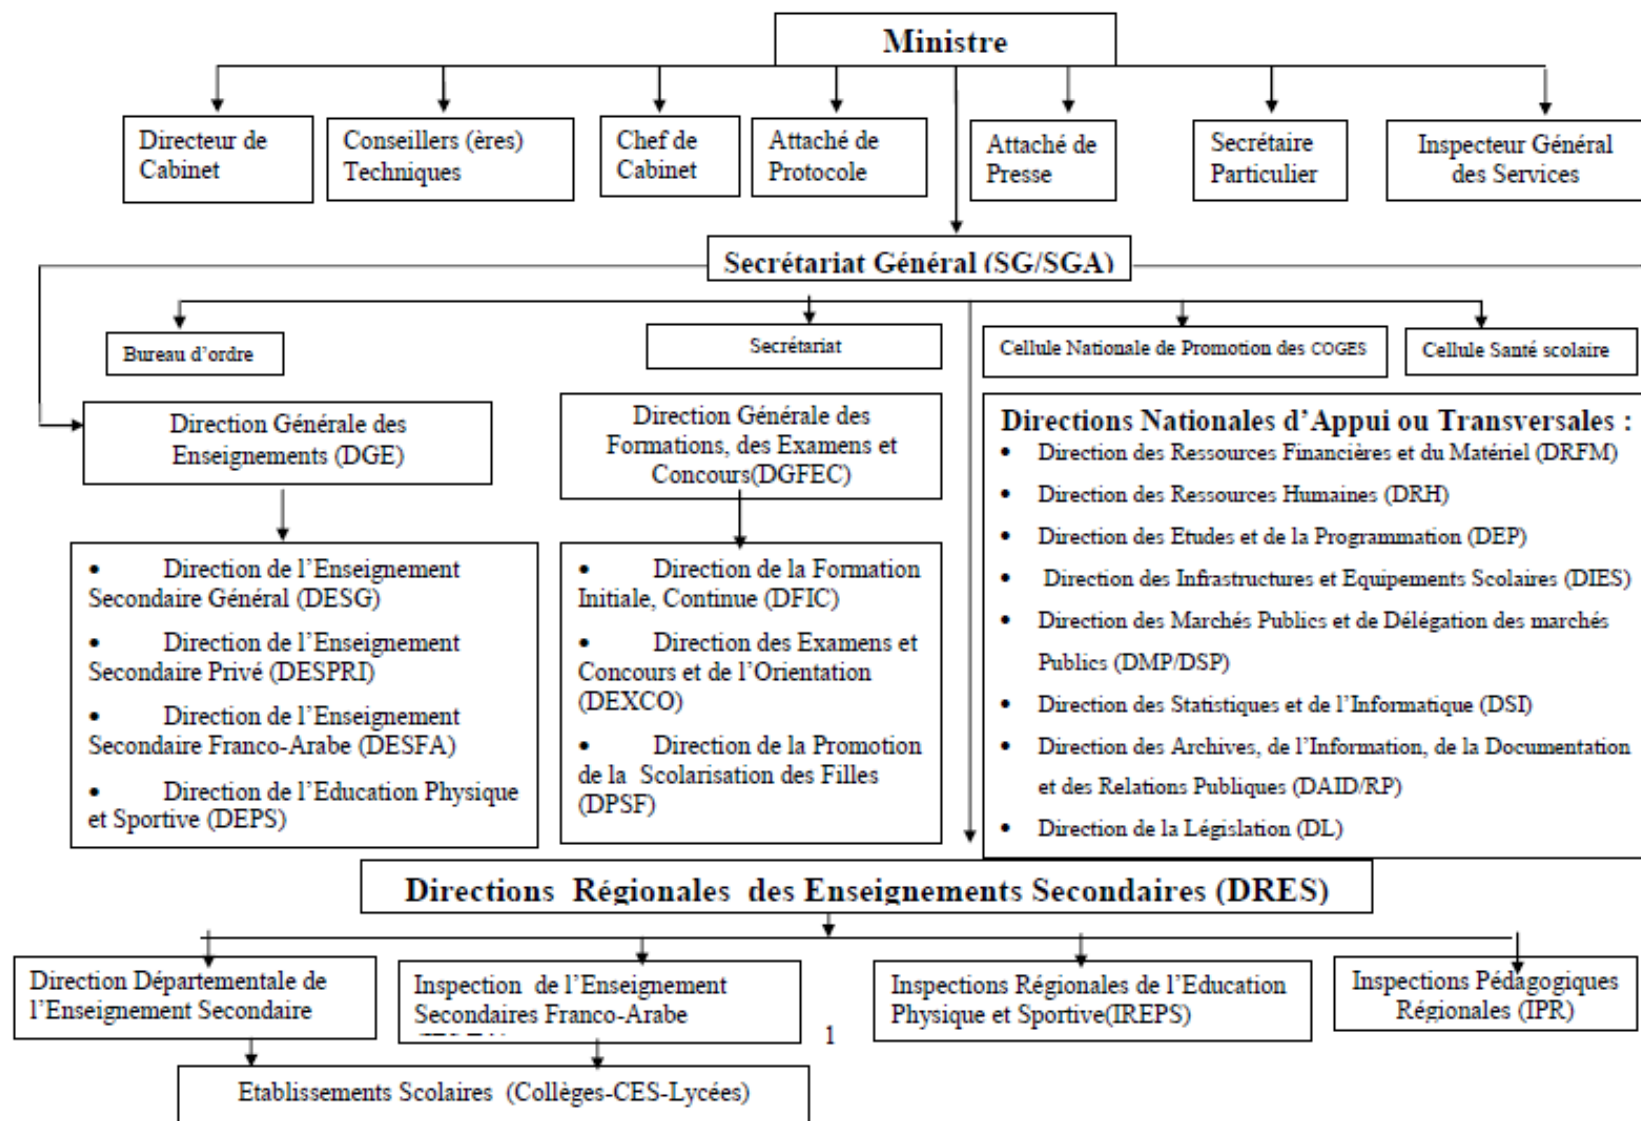 Ministre
Directeur de
Cabinet
Conseillers (ères)
Techniques
Chef de
Cabinet
Attaché de
Protocole
Attaché de
Presse
Secrétaire
Particulier
Inspecteur Général
des Services
Secrétariat Général (SG/SGA)
Bureau d’ordre
Secrétariat
Cellule Nationale de Promotion des COGES
Cellule Santé scolaire
Direction Générale des
Enseignements (DGE)
Direction Générale des
Formations, des Examens et
Concours(DGFEC)
Directions Nationales d’Appui ou Transversales :
• Direction des Ressources Financières et du Matériel (DRFM)
• Direction des Ressources Humaines (DRH)
• Direction des Etudes et de la Programmation (DEP)
• Direction des Infrastructures et Equipements Scolaires (DIES)
• Direction des Marchés Publics et de Délégation des marchés
Publics (DMP/DSP)
• Direction des Statistiques et de l’Informatique (DSI)
• Direction des Archives, de l’Information, de la Documentation
et des Relations Publiques (DAID/RP)
• Direction de la Législation (DL)
• Direction de l’Enseignement
Secondaire Général (DESG)
• Direction de l’Enseignement
Secondaire Privé (DESPRI)
• Direction de l’Enseignement
Secondaire Franco-Arabe (DESFA)
• Direction de l’Education Physique
et Sportive (DEPS)
• Direction de la Formation
Initiale, Continue (DFIC)
• Direction des Examens et
Concours et de l’Orientation
(DEXCO)
• Direction de la Promotion
de la Scolarisation des Filles
(DPSF)
Directions Régionales des Enseignements Secondaires (DRES)
Direction Départementale de
l’Enseignement Secondaire
Inspection de l’Enseignement
Secondaires Franco-Arabe
Inspections Régionales de l’Education
Physique et Sportive(IREPS)
Inspections Pédagogiques
Régionales (IPR)
1
Etablissements Scolaires (Collèges-CES-Lycées)